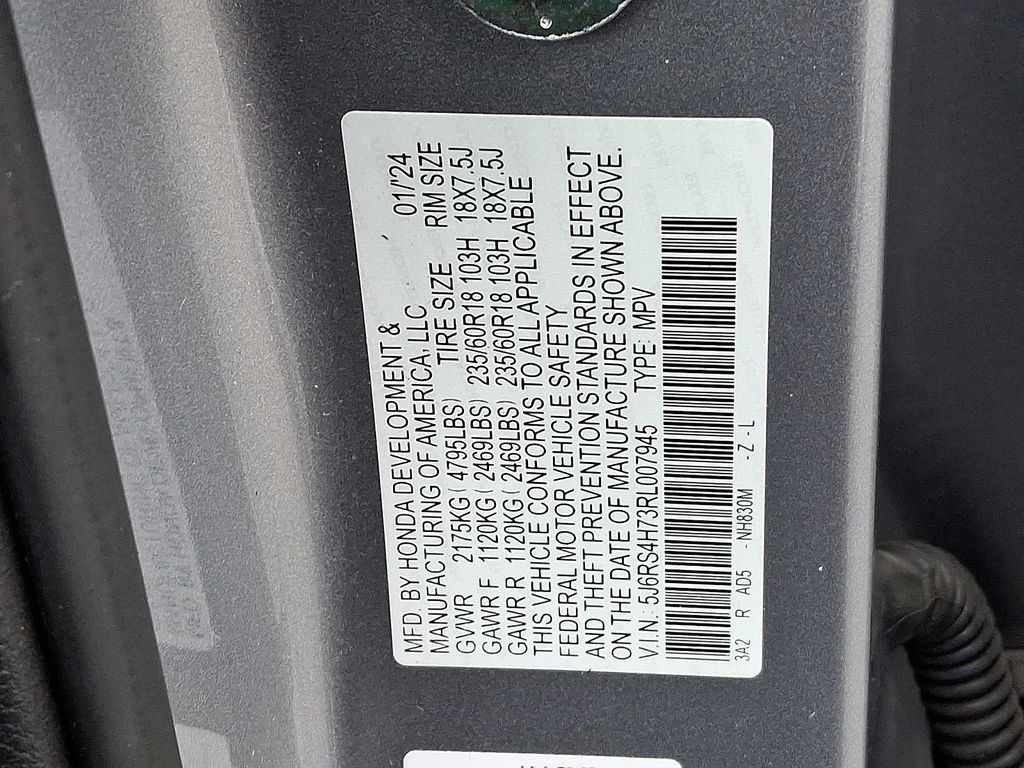 MFD. BY HONDA DEVELOPMENT & 01/'24
MANUFACTURING OF AMERICA, LLC RIM SIZE
TIRE SIZE
GVWR 2175KG ( 4795LBS)
GAWR F 1120KG ( 2469LBS) 235/60R18 103H 18X7.5J
GAWR R 1120KG ( 2469LBS) 235/60R18 103H 18X7.5J
THIS VEHICLE CONFORMS TO ALL APPLICABLE
FEDERAL MOTOR VEHICLE SAFETY
AND THEFT PREVENTION STANDARDS IN EFFECT
ON THE DATE OF MANUFACTURE SHOWN ABOVE.
V.I.N.: 5J6RS4H73RL007945 TYPE: MPV
3A2 R AD5 - NH830M - Z - L